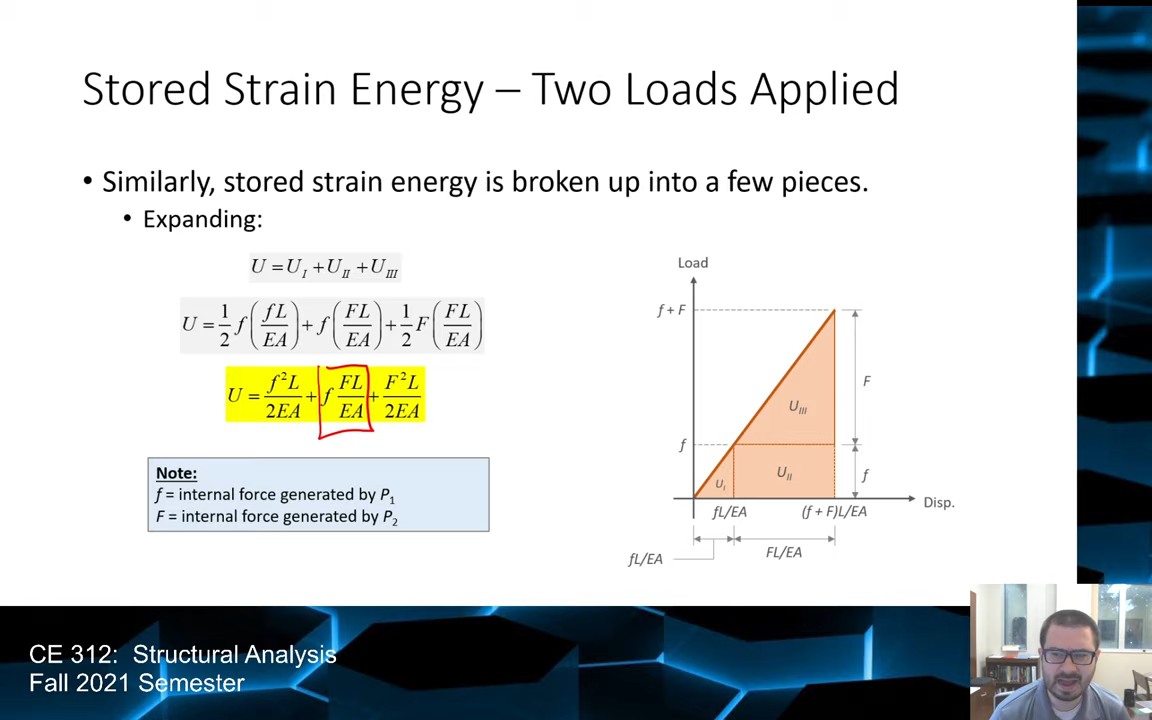 Stored Strain Energy – Two Loads Applied
• Similarly, stored strain energy is broken up into a few pieces.
• Expanding:
U = U_I + U_II + U_III
U = 1/2 f (fL/EA) + f (FL/EA) + 1/2 F (FL/EA)
U = f²L/2EA + f FL/EA + F²L/2EA
Note:
f = internal force generated by P₁
F = internal force generated by P₂
Load
f + F
F
U_III
f
U_I
U_II
f
Disp.
fL/EA
(f + F)L/EA
FL/EA
fL/EA
CE 312: Structural Analysis
Fall 2021 Semester